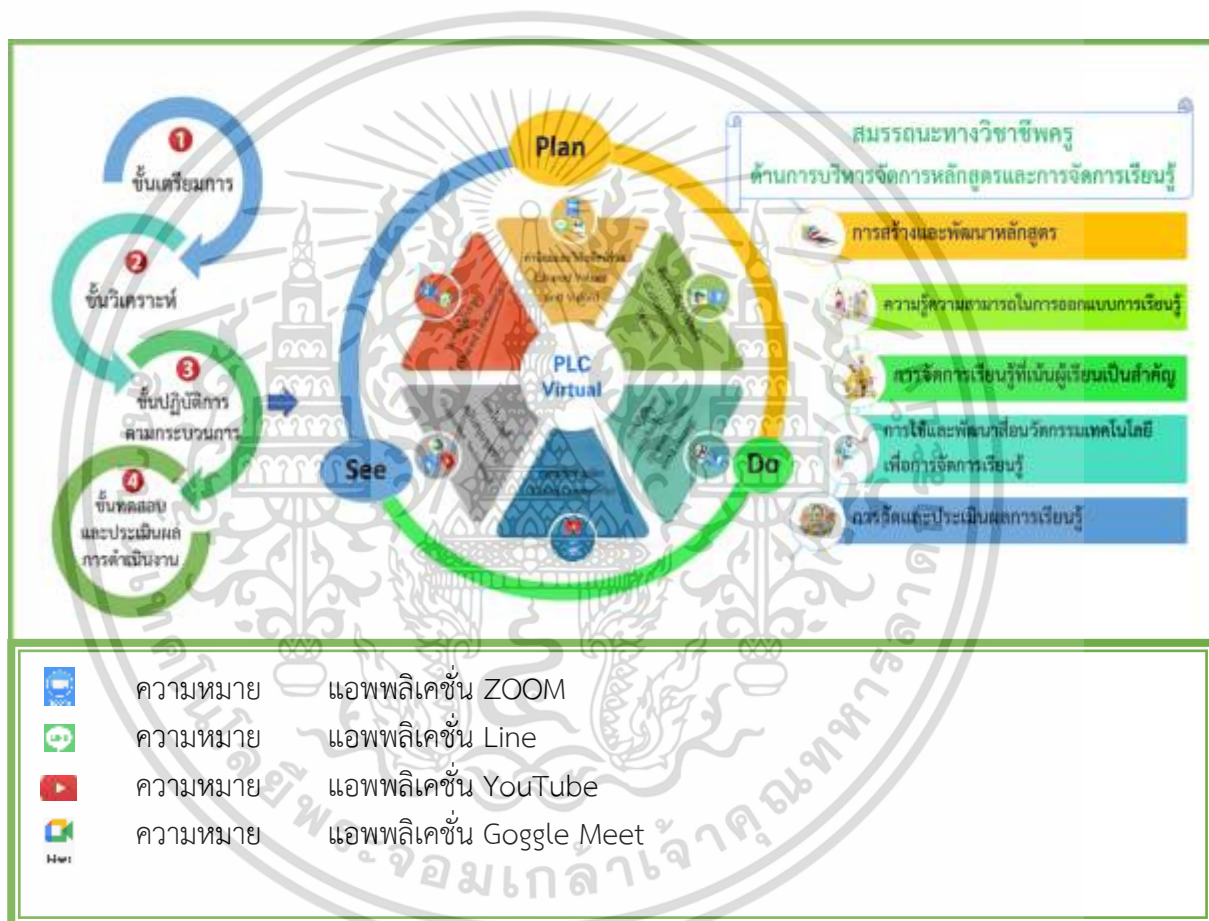 1
ขั้นเตรียมการ
2
ขั้นวิเคราะห์
3
ขั้นปฏิบัติการ
ตามกระบวนการ
4
ขั้นทดสอบ
และประเมินผล
การดำเนินงาน
Plan
Do
See
PLC
Virtual
Shared Values
and Vision
สมรรถนะทางวิชาชีพครู
ด้านการบริหารจัดการหลักสูตรและการจัดการเรียนรู้
การสร้างและพัฒนาหลักสูตร
ความรู้ความสามารถในการออกแบบการเรียนรู้
การจัดการเรียนรู้ที่เน้นผู้เรียนเป็นสำคัญ
การใช้และพัฒนาสื่อนวัตกรรมเทคโนโลยี
เพื่อการจัดการเรียนรู้
การวัดและประเมินผลการเรียนรู้
ความหมาย แอพพลิเคชั่น ZOOM
ความหมาย แอพพลิเคชั่น Line
ความหมาย แอพพลิเคชั่น YouTube
ความหมาย แอพพลิเคชั่น Goggle Meet